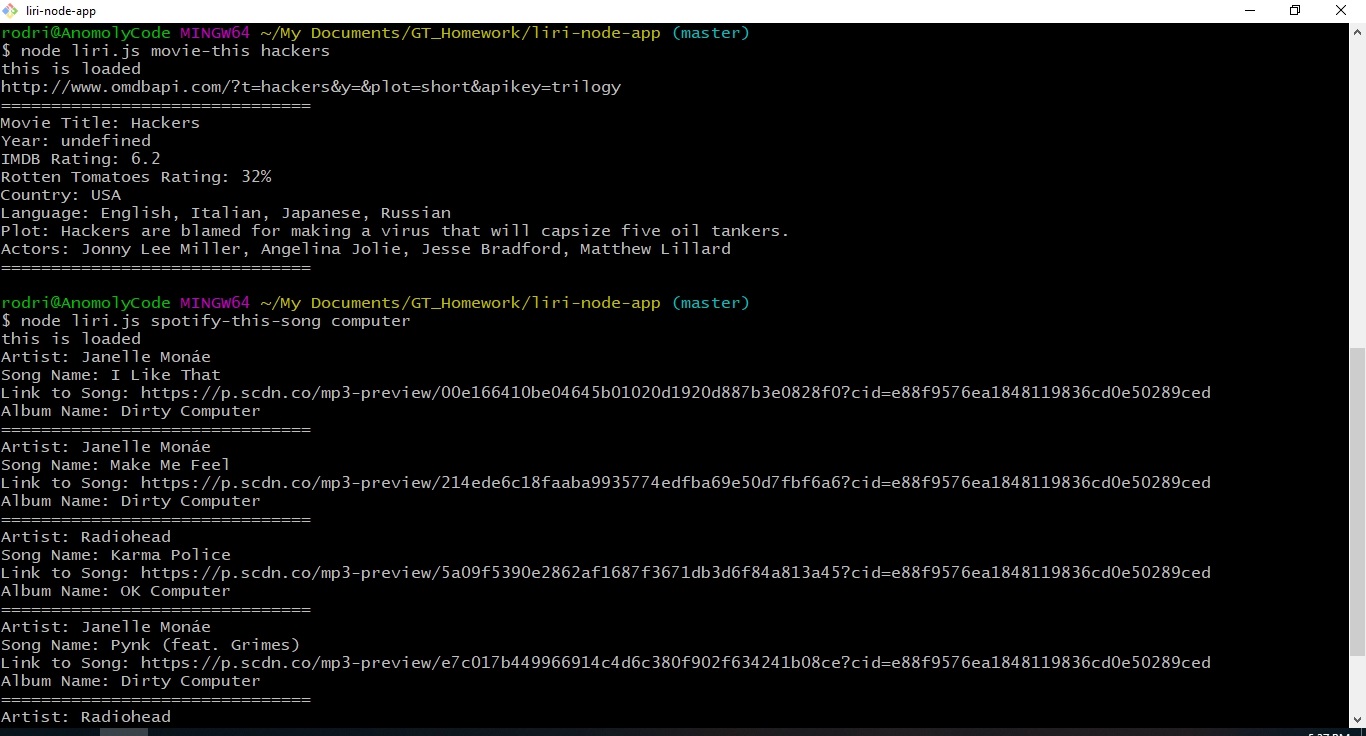 liri-node-app
rodri@AnomolyCode MINGW64 ~/My Documents/GT_Homework/liri-node-app (master)
$ node liri.js movie-this hackers
this is loaded
http://www.omdbapi.com/?t=hackers&y=&plot=short&apikey=trilogy
===============================
Movie Title: Hackers
Year: undefined
IMDB Rating: 6.2
Rotten Tomatoes Rating: 32%
Country: USA
Language: English, Italian, Japanese, Russian
Plot: Hackers are blamed for making a virus that will capsize five oil tankers.
Actors: Jonny Lee Miller, Angelina Jolie, Jesse Bradford, Matthew Lillard
===============================
rodri@AnomolyCode MINGW64 ~/My Documents/GT_Homework/liri-node-app (master)
$ node liri.js spotify-this-song computer
this is loaded
Artist: Janelle Monáe
Song Name: I Like That
Link to Song: https://p.scdn.co/mp3-preview/00e166410be04645b01020d1920d887b3e0828f0?cid=e88f9576ea1848119836cd0e50289ced
Album Name: Dirty Computer
===============================
Artist: Janelle Monáe
Song Name: Make Me Feel
Link to Song: https://p.scdn.co/mp3-preview/214ede6c18faaba9935774edfba69e50d7fbf6a6?cid=e88f9576ea1848119836cd0e50289ced
Album Name: Dirty Computer
===============================
Artist: Radiohead
Song Name: Karma Police
Link to Song: https://p.scdn.co/mp3-preview/5a09f5390e2862af1687f3671db3d6f84a813a45?cid=e88f9576ea1848119836cd0e50289ced
Album Name: OK Computer
===============================
Artist: Janelle Monáe
Song Name: Pynk (feat. Grimes)
Link to Song: https://p.scdn.co/mp3-preview/e7c017b449966914c4d6c380f902f634241b08ce?cid=e88f9576ea1848119836cd0e50289ced
Album Name: Dirty Computer
===============================
Artist: Radiohead